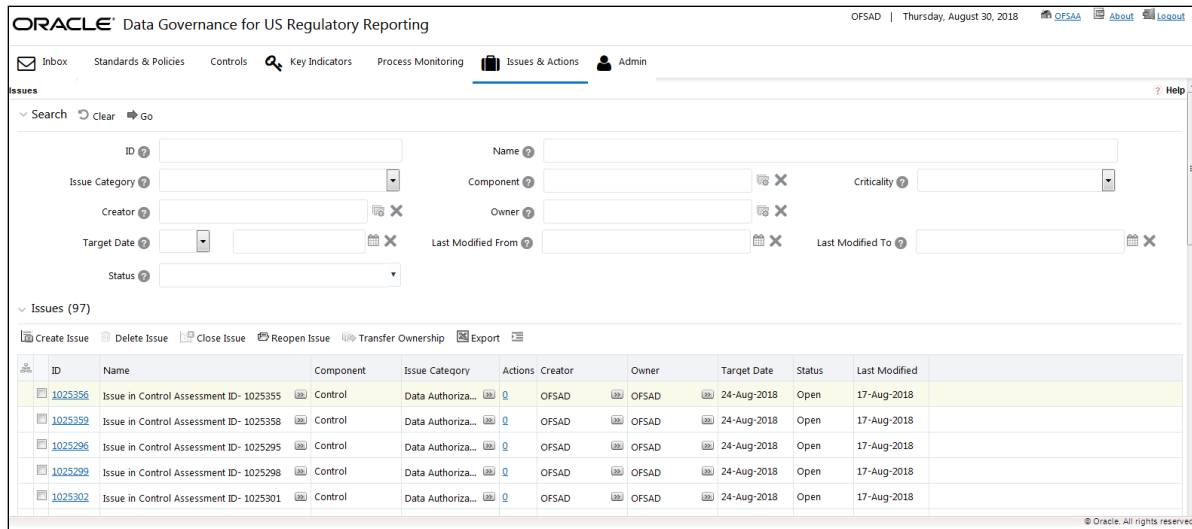 ORACLE® Data Governance for US Regulatory Reporting
OFSAD | Thursday, August 30, 2018 OFSAA About Logout
Inbox Standards & Policies Controls Key Indicators Process Monitoring Issues & Actions Admin
Issues ? Help
Search Clear Go
ID ? Name ?
Issue Category ? Component ? Criticality ?
Creator ? Owner ?
Target Date ? Last Modified From ? Last Modified To ?
Status ?
Issues (97)
Create Issue Delete Issue Close Issue Reopen Issue Transfer Ownership Export
ID Name Component Issue Category Actions Creator Owner Target Date Status Last Modified
1025356 Issue in Control Assessment ID- 1025355 Control Data Authoriza... 0 OFSAD OFSAD 24-Aug-2018 Open 17-Aug-2018
1025359 Issue in Control Assessment ID- 1025358 Control Data Authoriza... 0 OFSAD OFSAD 24-Aug-2018 Open 17-Aug-2018
1025296 Issue in Control Assessment ID- 1025295 Control Data Authoriza... 0 OFSAD OFSAD 24-Aug-2018 Open 17-Aug-2018
1025299 Issue in Control Assessment ID- 1025298 Control Data Authoriza... 0 OFSAD OFSAD 24-Aug-2018 Open 17-Aug-2018
1025302 Issue in Control Assessment ID- 1025301 Control Data Authoriza... 0 OFSAD OFSAD 24-Aug-2018 Open 17-Aug-2018
© Oracle. All rights reserved